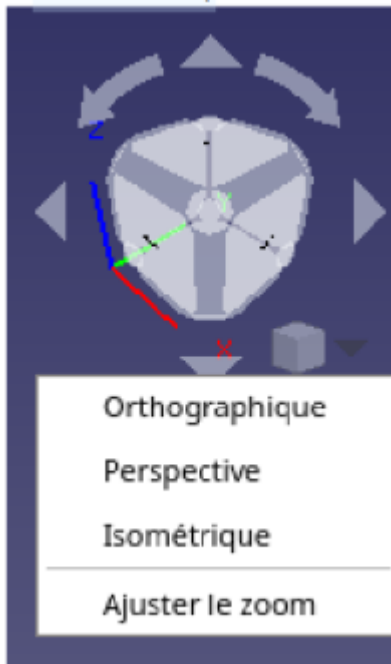 Z
Y
X
Orthographique
Perspective
Isométrique
Ajuster le zoom